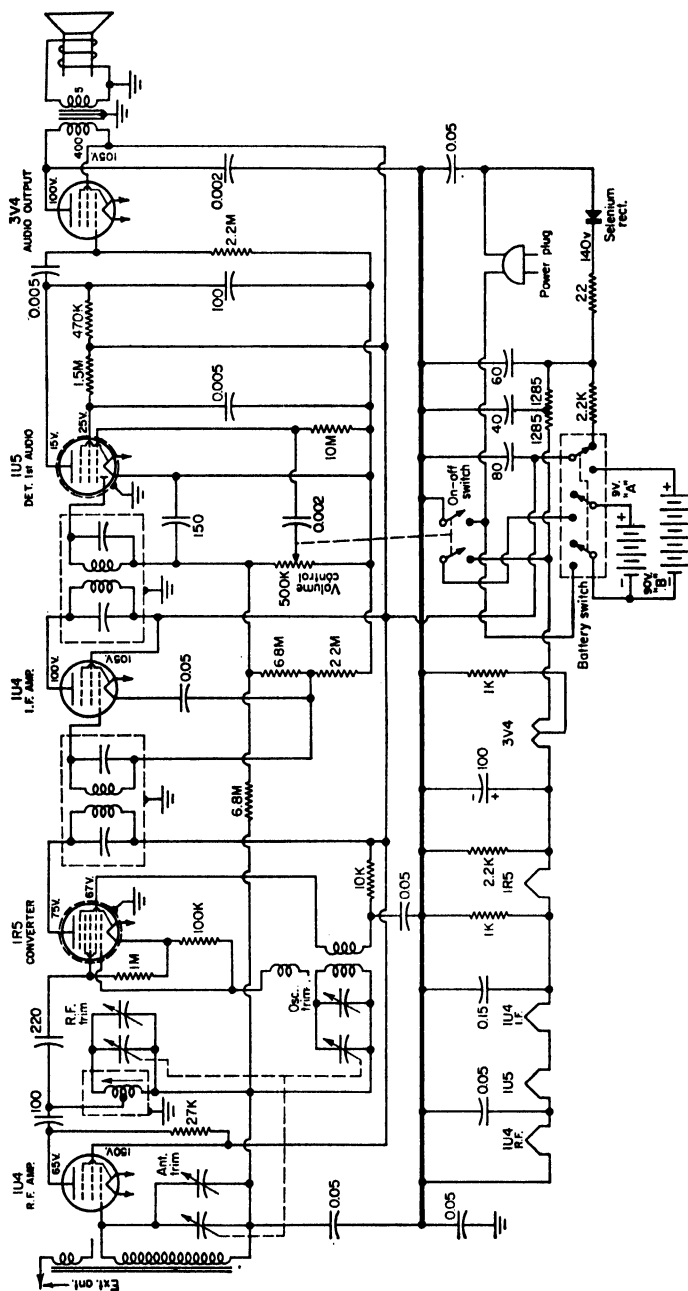 Ext. ant.
1U4
R.F. AMP.
65V.
150V.
Ant. trim
100
27K
R.F. trim
220
1R5
CONVERTER
75V.
67V.
1M
100K
Osc. trim
10K
0.05
1U4
I.F. AMP.
100V.
105V.
0.05
6.8M
6.8M
2.2M
1U5
DET. 1st AUDIO
15V.
25V.
150
500K
Volume control
0.002
10M
0.005
1.5M
470K
100
0.005
3V4
AUDIO OUTPUT
100V.
105V.
2.2M
400
5
0.002
0.05
0.05
0.05
1U4
R.F.
0.05
1U5
1U4
I.F.
0.15
1K
1R5
2.2K
100
- +
3V4
1K
On-off switch
Battery switch
80
40
60
1285
1285
2.2K
22
140v
Selenium rect.
Power plug
9V.
"A"
- +
90V.
"B"
- +